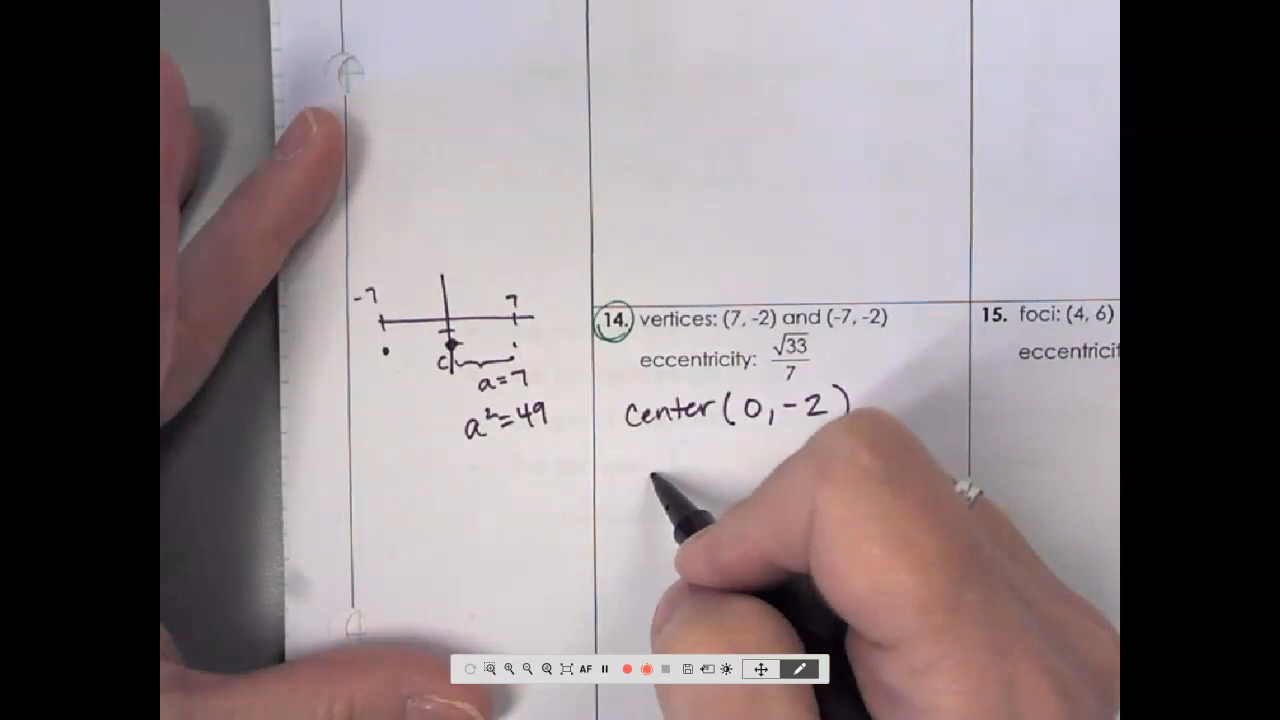 -7
7
C
a=7
a²=49
14. vertices: (7, -2) and (-7, -2)
eccentricity: √33/7
center (0, -2)
15. foci: (4, 6)
AF